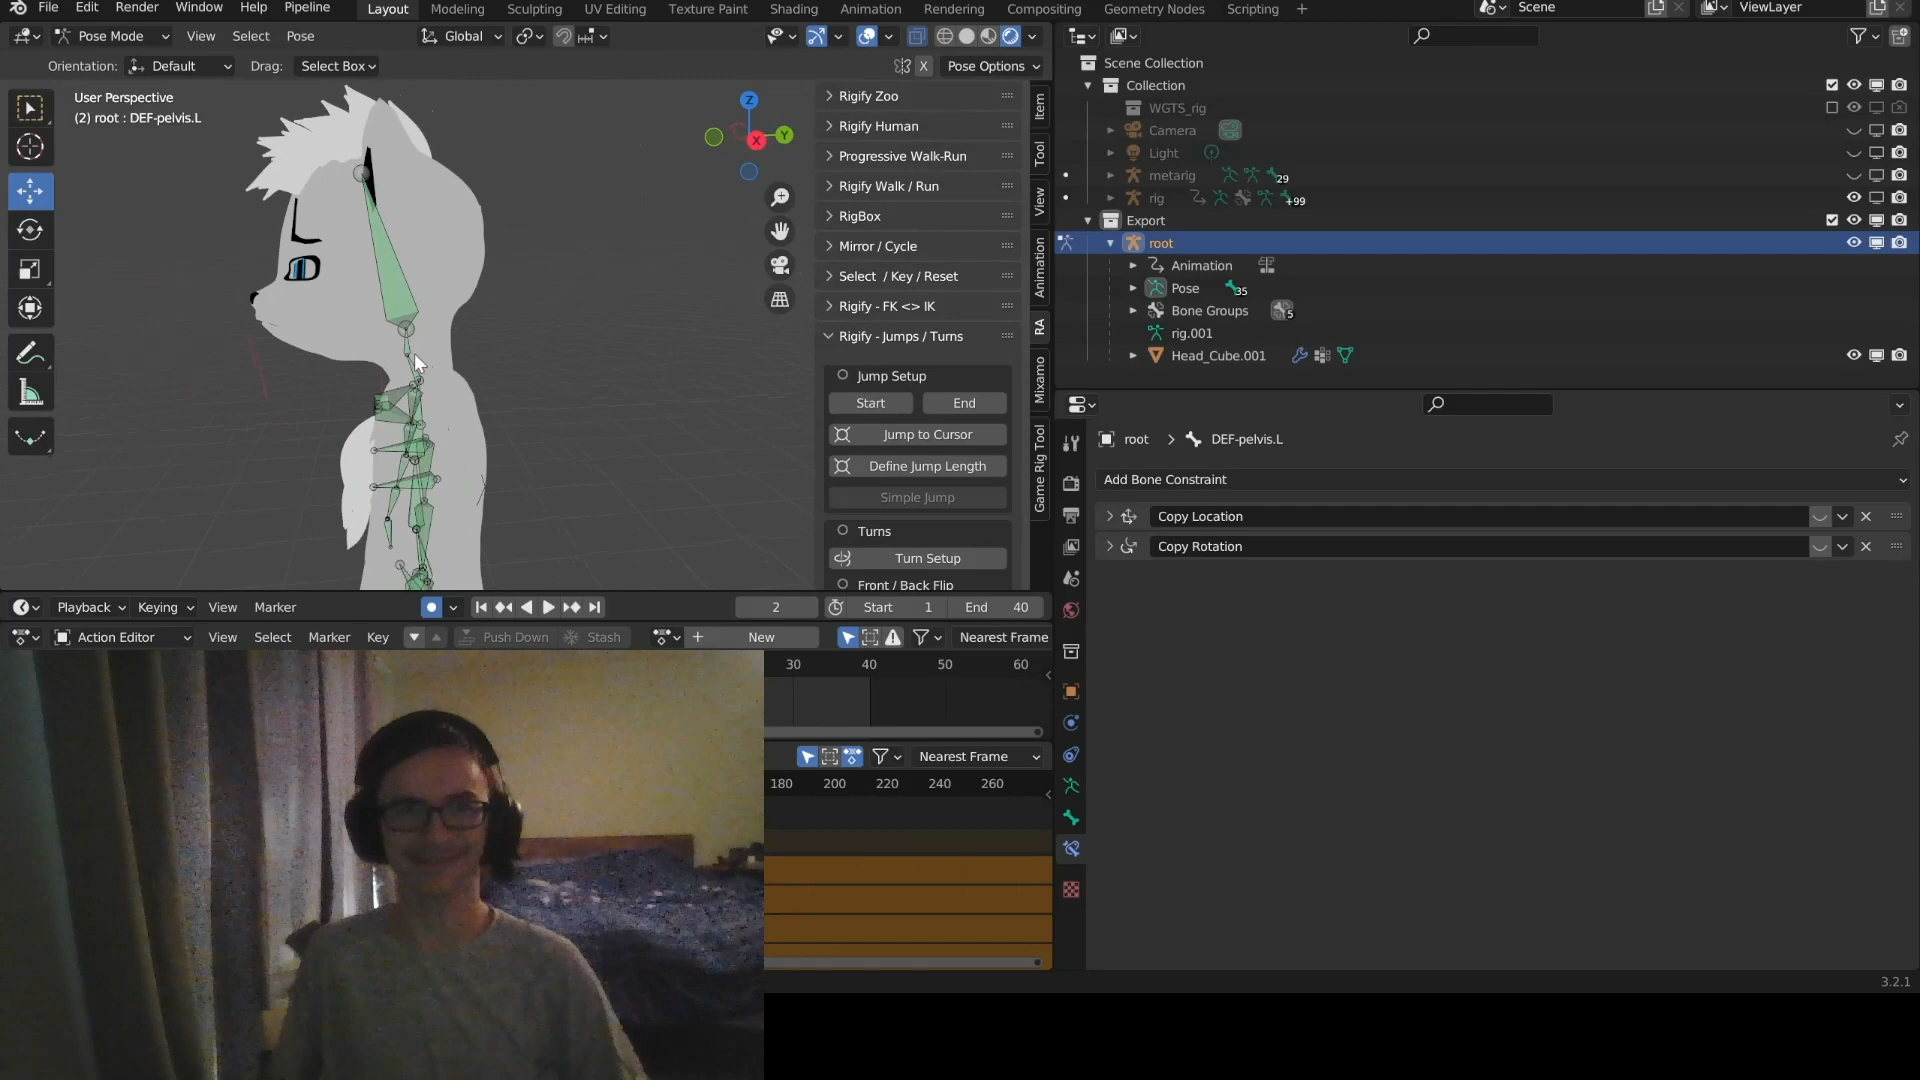 File Edit Render Window Help Pipeline Layout Modeling Sculpting UV Editing Texture Paint Shading Animation Rendering Compositing Geometry Nodes Scripting + Scene ViewLayer
Pose Mode View Select Pose Global
Orientation: Default Drag: Select Box X Pose Options
User Perspective
(2) root : DEF-pelvis.L
Z
Y
X
Rigify Zoo
Rigify Human
Progressive Walk-Run
Rigify Walk / Run
RigBox
Mirror / Cycle
Select / Key / Reset
Rigify - FK <> IK
Rigify - Jumps / Turns
Jump Setup
Start End
Jump to Cursor
Define Jump Length
Simple Jump
Turns
Turn Setup
Front / Back Flip
Item
Tool
View
Animation
RA
Mixamo
Game Rig Tool
Scene Collection
Collection
WGTS_rig
Camera
Light
metarig 29
rig +99
Export
root
Animation
Pose 35
Bone Groups 5
rig.001
Head_Cube.001
root > DEF-pelvis.L
Add Bone Constraint
Copy Location
Copy Rotation
Playback Keying View Marker 2 Start 1 End 40
Action Editor View Select Marker Key Push Down Stash + New Nearest Frame
30 40 50 60
Nearest Frame
180 200 220 240 260
3.2.1